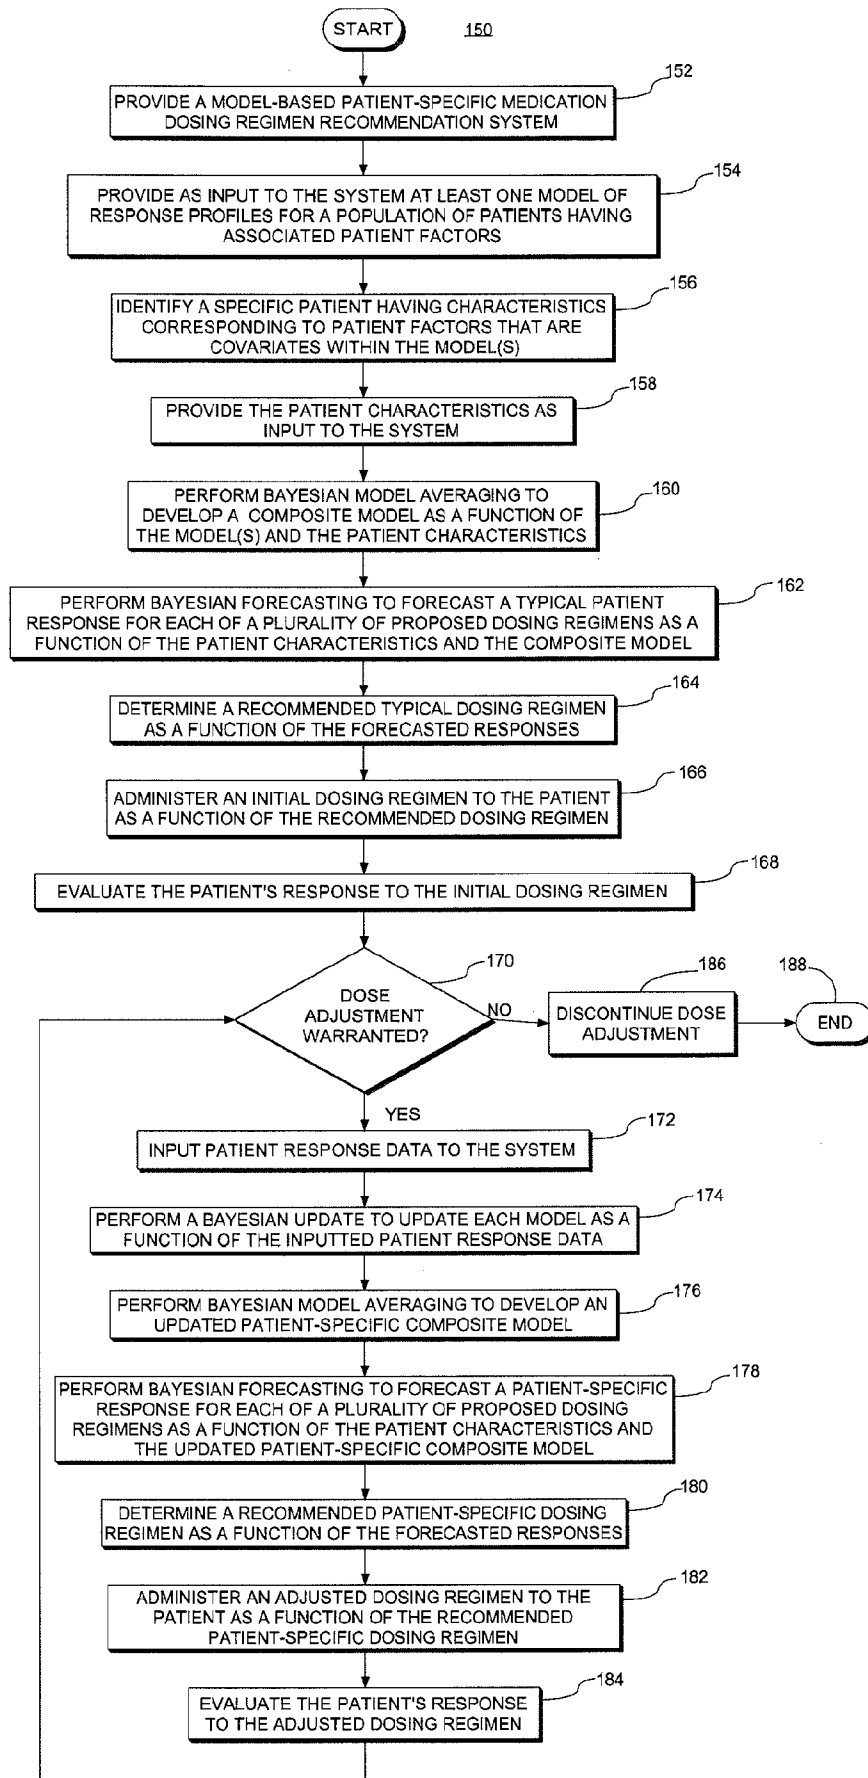 START
150
152
PROVIDE A MODEL-BASED PATIENT-SPECIFIC MEDICATION
DOSING REGIMEN RECOMMENDATION SYSTEM
154
PROVIDE AS INPUT TO THE SYSTEM AT LEAST ONE MODEL OF
RESPONSE PROFILES FOR A POPULATION OF PATIENTS HAVING
ASSOCIATED PATIENT FACTORS
156
IDENTIFY A SPECIFIC PATIENT HAVING CHARACTERISTICS
CORRESPONDING TO PATIENT FACTORS THAT ARE
COVARIATES WITHIN THE MODEL(S)
158
PROVIDE THE PATIENT CHARACTERISTICS AS
INPUT TO THE SYSTEM
160
PERFORM BAYESIAN MODEL AVERAGING TO
DEVELOP A COMPOSITE MODEL AS A FUNCTION OF
THE MODEL(S) AND THE PATIENT CHARACTERISTICS
162
PERFORM BAYESIAN FORECASTING TO FORECAST A TYPICAL PATIENT
RESPONSE FOR EACH OF A PLURALITY OF PROPOSED DOSING REGIMENS AS A
FUNCTION OF THE PATIENT CHARACTERISTICS AND THE COMPOSITE MODEL
164
DETERMINE A RECOMMENDED TYPICAL DOSING REGIMEN
AS A FUNCTION OF THE FORECASTED RESPONSES
166
ADMINISTER AN INITIAL DOSING REGIMEN TO THE PATIENT
AS A FUNCTION OF THE RECOMMENDED DOSING REGIMEN
168
EVALUATE THE PATIENT'S RESPONSE TO THE INITIAL DOSING REGIMEN
170
DOSE
ADJUSTMENT
WARRANTED?
NO
186
DISCONTINUE DOSE
ADJUSTMENT
188
END
YES
172
INPUT PATIENT RESPONSE DATA TO THE SYSTEM
174
PERFORM A BAYESIAN UPDATE TO UPDATE EACH MODEL AS A
FUNCTION OF THE INPUTTED PATIENT RESPONSE DATA
176
PERFORM BAYESIAN MODEL AVERAGING TO DEVELOP AN
UPDATED PATIENT-SPECIFIC COMPOSITE MODEL
178
PERFORM BAYESIAN FORECASTING TO FORECAST A PATIENT-SPECIFIC
RESPONSE FOR EACH OF A PLURALITY OF PROPOSED DOSING
REGIMENS AS A FUNCTION OF THE PATIENT CHARACTERISTICS AND
THE UPDATED PATIENT-SPECIFIC COMPOSITE MODEL
180
DETERMINE A RECOMMENDED PATIENT-SPECIFIC DOSING
REGIMEN AS A FUNCTION OF THE FORECASTED RESPONSES
182
ADMINISTER AN ADJUSTED DOSING REGIMEN TO THE
PATIENT AS A FUNCTION OF THE RECOMMENDED
PATIENT-SPECIFIC DOSING REGIMEN
184
EVALUATE THE PATIENT'S RESPONSE
TO THE ADJUSTED DOSING REGIMEN